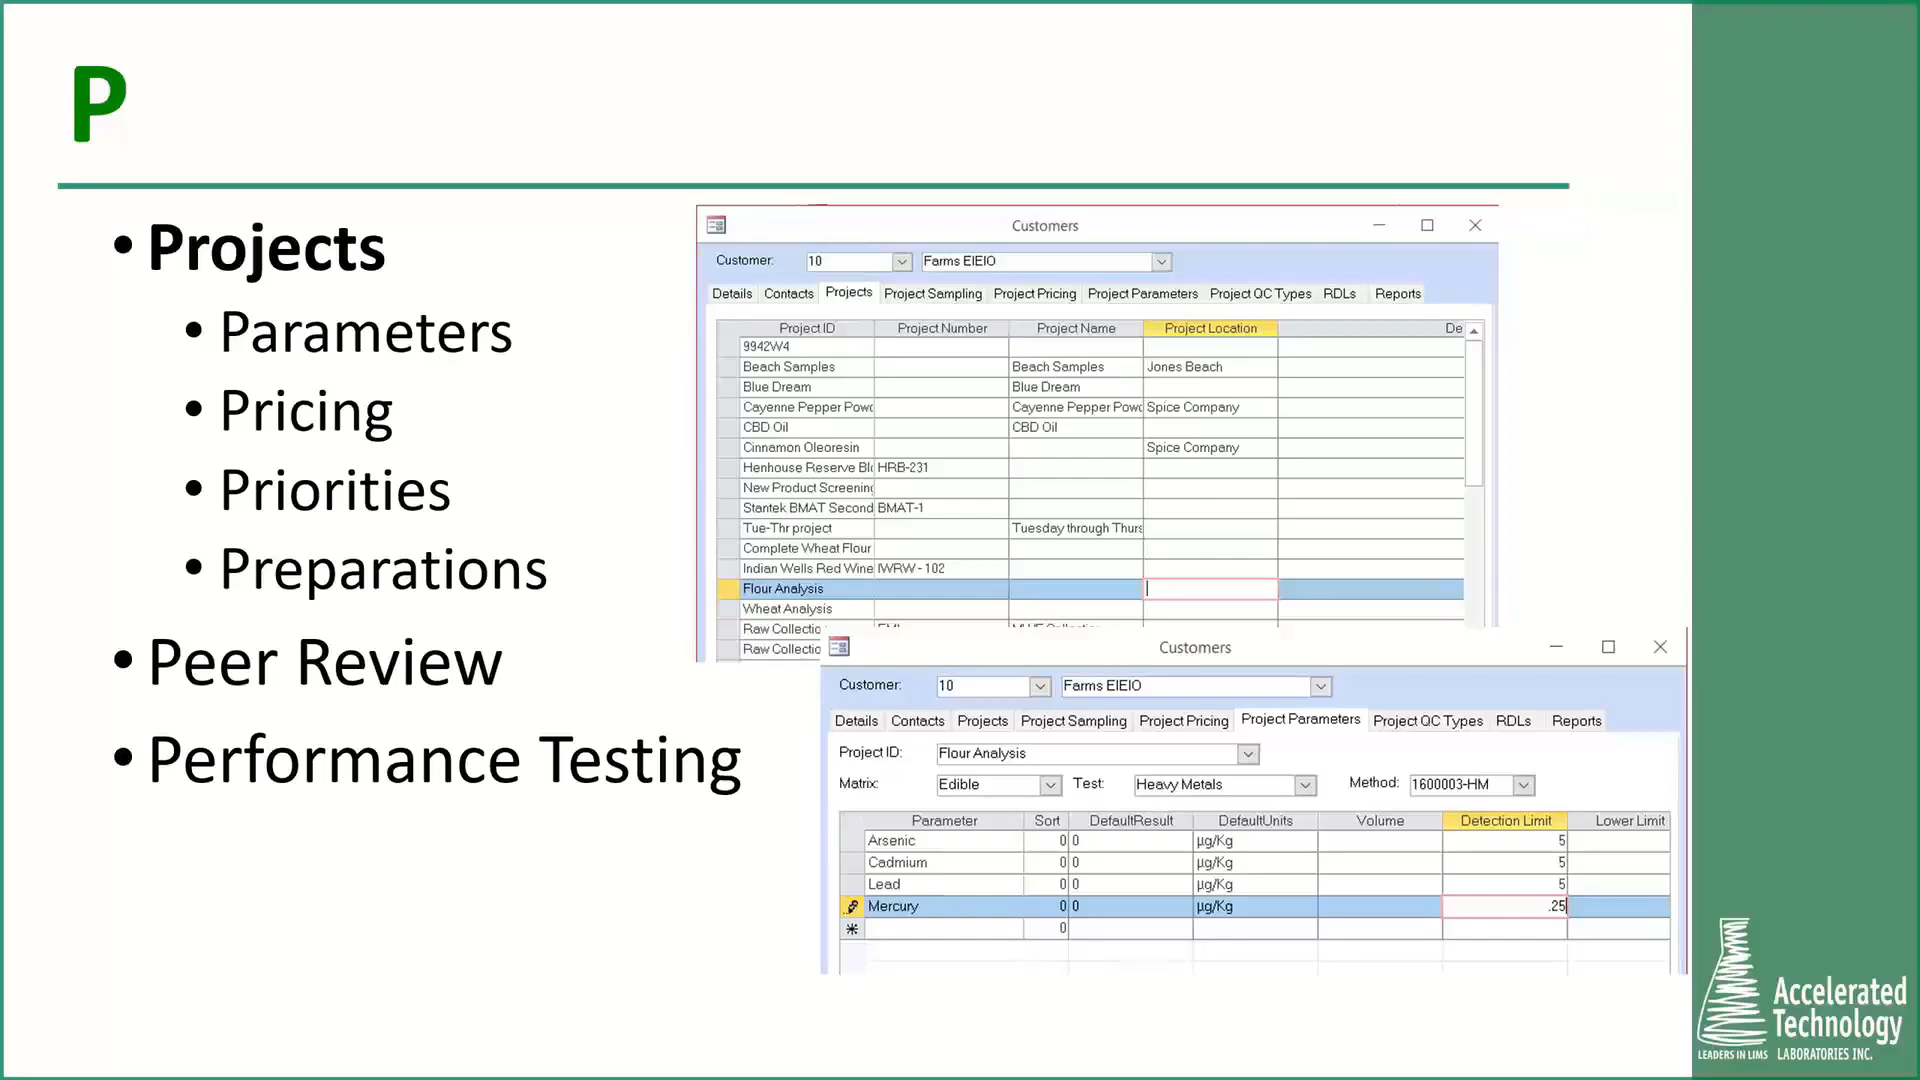 P
• Projects
• Parameters
• Pricing
• Priorities
• Preparations
• Peer Review
• Performance Testing
Customers
Customer: 10 Farms EIEIO
Details Contacts Projects Project Sampling Project Pricing Project Parameters Project QC Types RDLs Reports
Project ID Project Number Project Name Project Location De
9942W4
Beach Samples Beach Samples Jones Beach
Blue Dream Blue Dream
Cayenne Pepper Powd Cayenne Pepper Powd Spice Company
CBD Oil CBD Oil
Cinnamon Oleoresin Spice Company
Henhouse Reserve Bl HRB-231
New Product Screening
Stantek BMAT Second BMAT-1
Tue-Thr project Tuesday through Thurs
Complete Wheat Flour
Indian Wells Red Wine IWRW - 102
Flour Analysis
Wheat Analysis
Raw Collectio
Raw Collectio
Customers
Customer: 10 Farms EIEIO
Details Contacts Projects Project Sampling Project Pricing Project Parameters Project QC Types RDLs Reports
Project ID: Flour Analysis
Matrix: Edible Test: Heavy Metals Method: 1600003-HM
Parameter Sort DefaultResult DefaultUnits Volume Detection Limit Lower Limit
Arsenic 0 0 µg/Kg 5
Cadmium 0 0 µg/Kg 5
Lead 0 0 µg/Kg 5
Mercury 0 0 µg/Kg .25
0
Accelerated
Technology
LEADERS IN LIMS LABORATORIES INC.